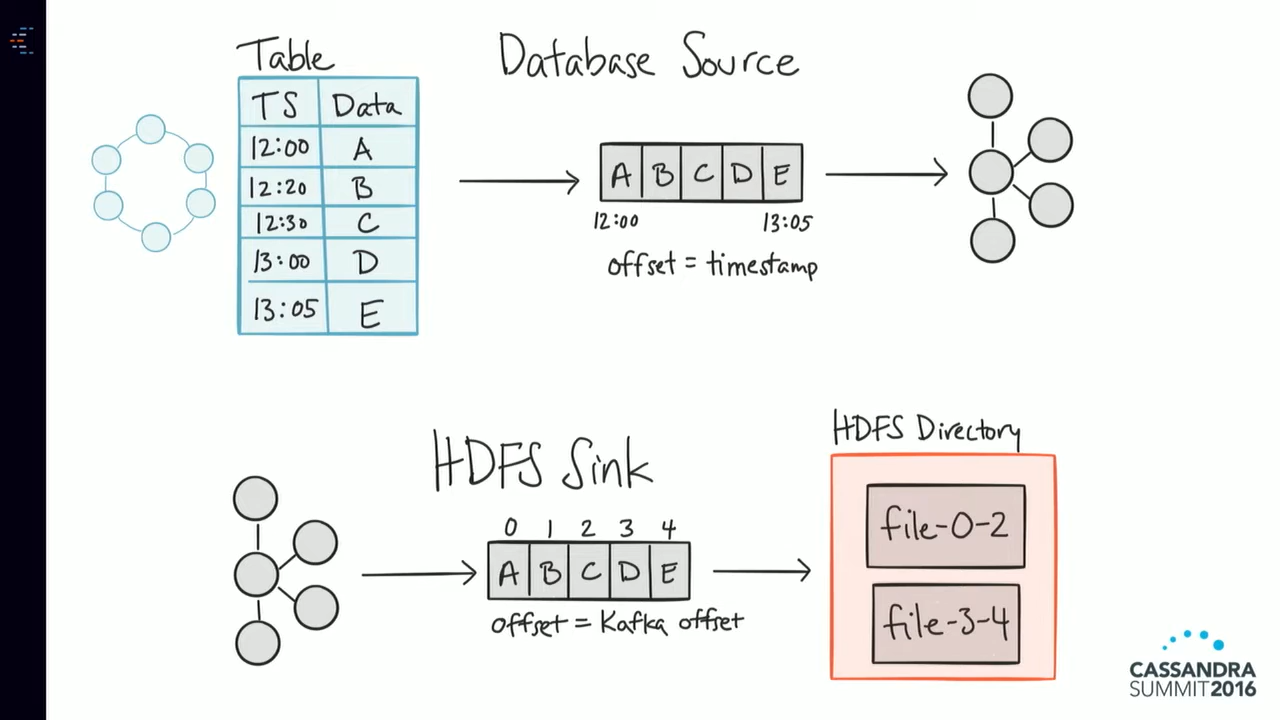 Table
Database Source
TS Data
12:00 A
12:20 B
12:30 C
13:00 D
13:05 E
A B C D E
12:00 13:05
offset = timestamp
HDFS Sink
0 1 2 3 4
A B C D E
offset = Kafka offset
HDFS Directory
file-0-2
file-3-4
CASSANDRA
SUMMIT2016